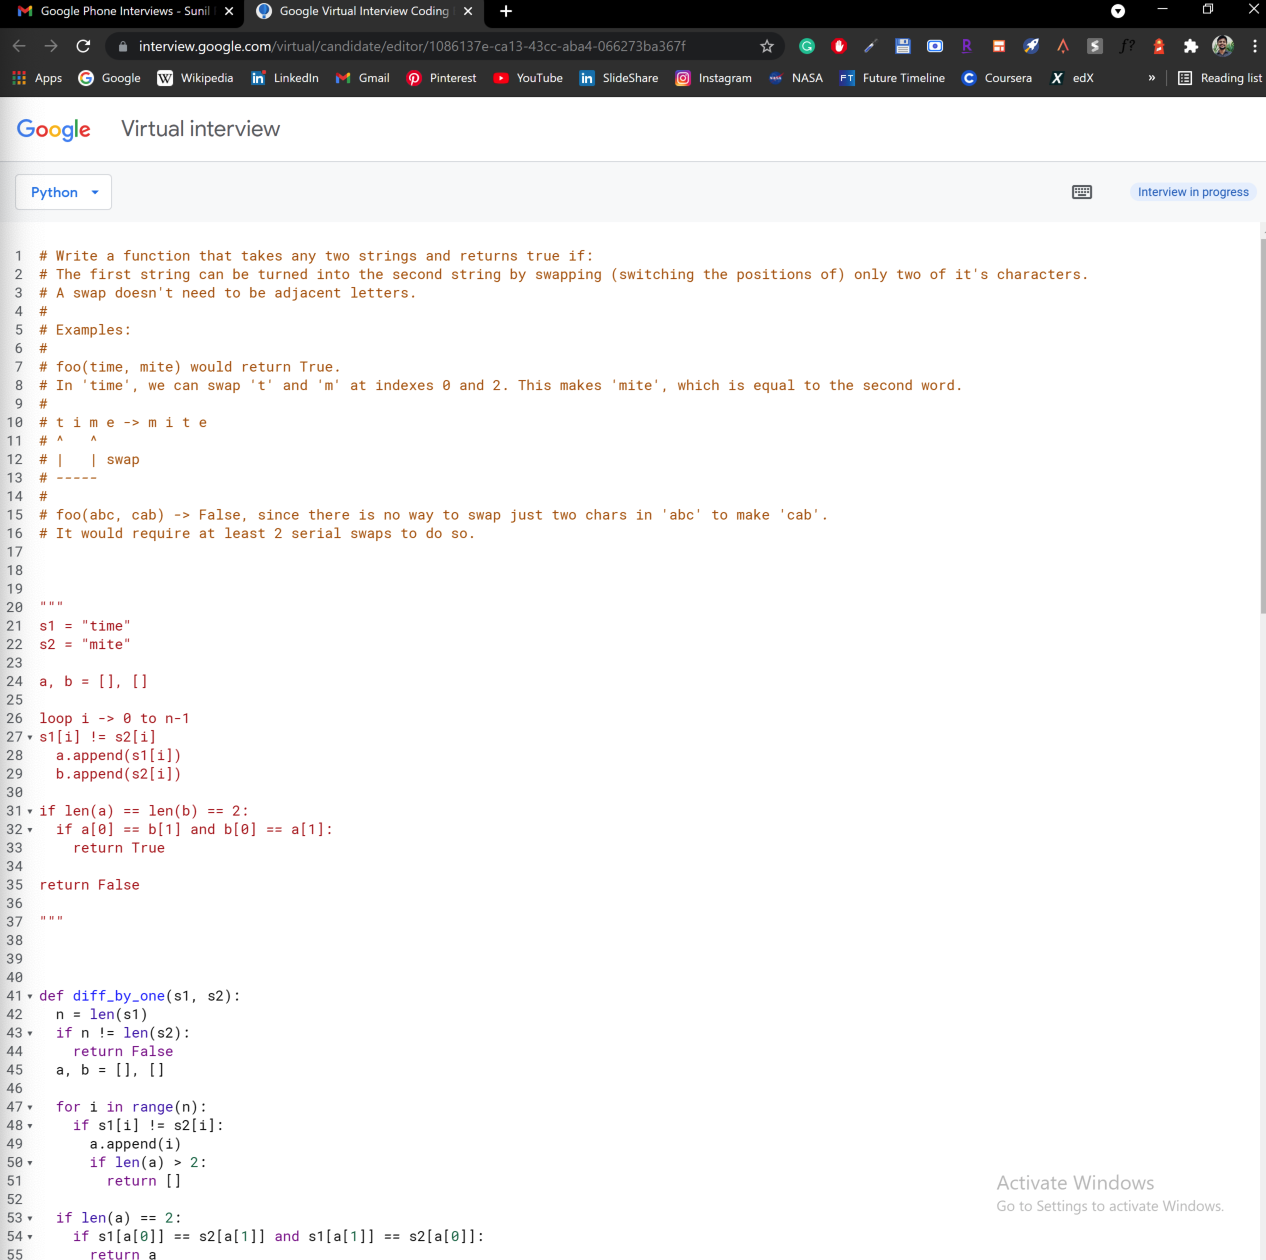 Google Phone Interviews - Sunil
Google Virtual Interview Coding
interview.google.com/virtual/candidate/editor/1086137e-ca13-43cc-aba4-066273ba367f
Apps Google Wikipedia LinkedIn Gmail Pinterest YouTube SlideShare Instagram NASA Future Timeline Coursera edX » Reading list
Google Virtual interview
Python
Interview in progress
1 # Write a function that takes any two strings and returns true if:
2 # The first string can be turned into the second string by swapping (switching the positions of) only two of it's characters.
3 # A swap doesn't need to be adjacent letters.
4 #
5 # Examples:
6 #
7 # foo(time, mite) would return True.
8 # In 'time', we can swap 't' and 'm' at indexes 0 and 2. This makes 'mite', which is equal to the second word.
9 #
10 # t i m e -> m i t e
11 # ^   ^
12 # |   | swap
13 # -----
14 #
15 # foo(abc, cab) -> False, since there is no way to swap just two chars in 'abc' to make 'cab'.
16 # It would require at least 2 serial swaps to do so.
17
18
19
20 """
21 s1 = "time"
22 s2 = "mite"
23
24 a, b = [], []
25
26 loop i -> 0 to n-1
27 s1[i] != s2[i]
28   a.append(s1[i])
29   b.append(s2[i])
30
31 if len(a) == len(b) == 2:
32   if a[0] == b[1] and b[0] == a[1]:
33     return True
34
35 return False
36
37 """
38
39
40
41 def diff_by_one(s1, s2):
42   n = len(s1)
43   if n != len(s2):
44     return False
45   a, b = [], []
46
47   for i in range(n):
48     if s1[i] != s2[i]:
49       a.append(i)
50       if len(a) > 2:
51         return []
52
53   if len(a) == 2:
54     if s1[a[0]] == s2[a[1]] and s1[a[1]] == s2[a[0]]:
55       return a
Activate Windows
Go to Settings to activate Windows.